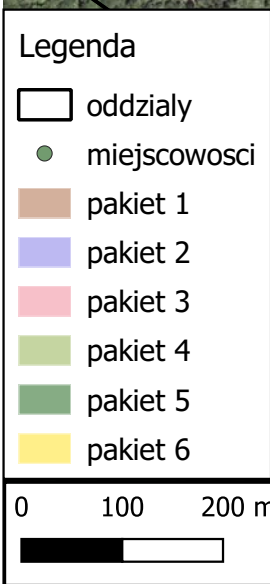 Legenda
oddzialy
miejscowosci
pakiet 1
pakiet 2
pakiet 3
pakiet 4
pakiet 5
pakiet 6
0 100 200 m